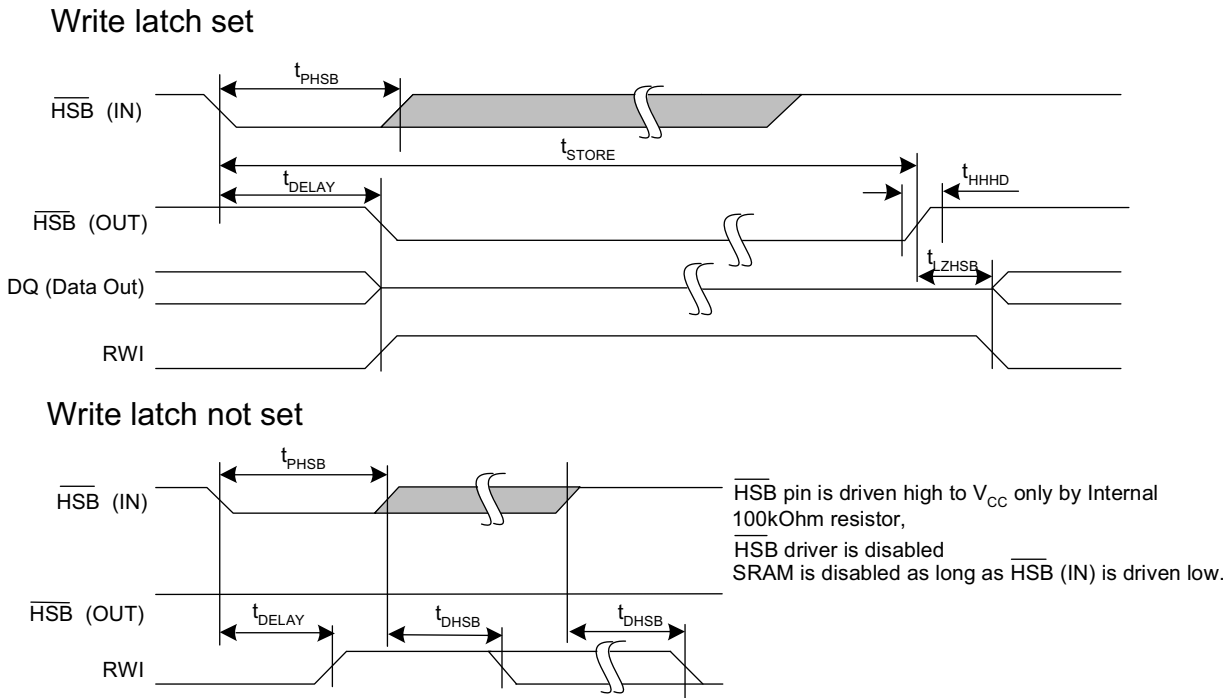 Write latch set
tPHSB
HSB (IN)
tSTORE
tHHHD
tDELAY
HSB (OUT)
tLZHSB
DQ (Data Out)
RWI
Write latch not set
tPHSB
HSB (IN)
HSB pin is driven high to VCC only by Internal
100kOhm resistor,
HSB driver is disabled
SRAM is disabled as long as HSB (IN) is driven low.
HSB (OUT)
tDELAY
tDHSB
tDHSB
RWI